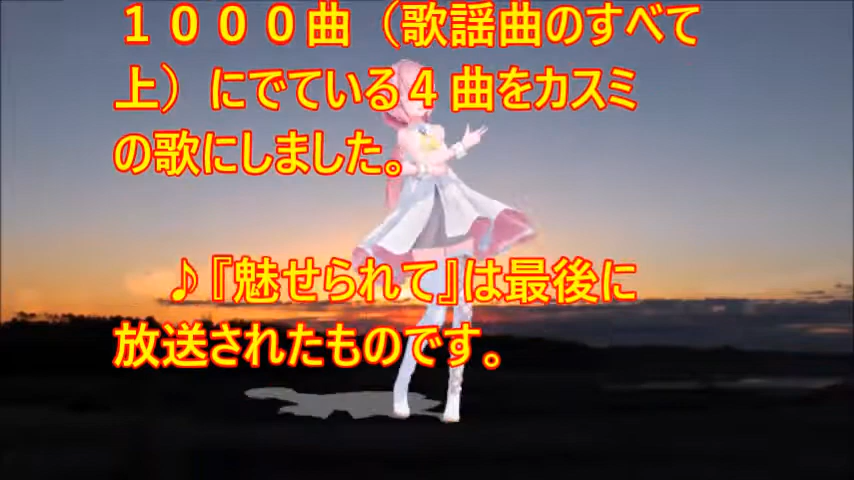 １０００曲（歌謡曲のすべて
上）にでている４曲をカスミ
の歌にしました。
♪『魅せられて』は最後に
放送されたものです。